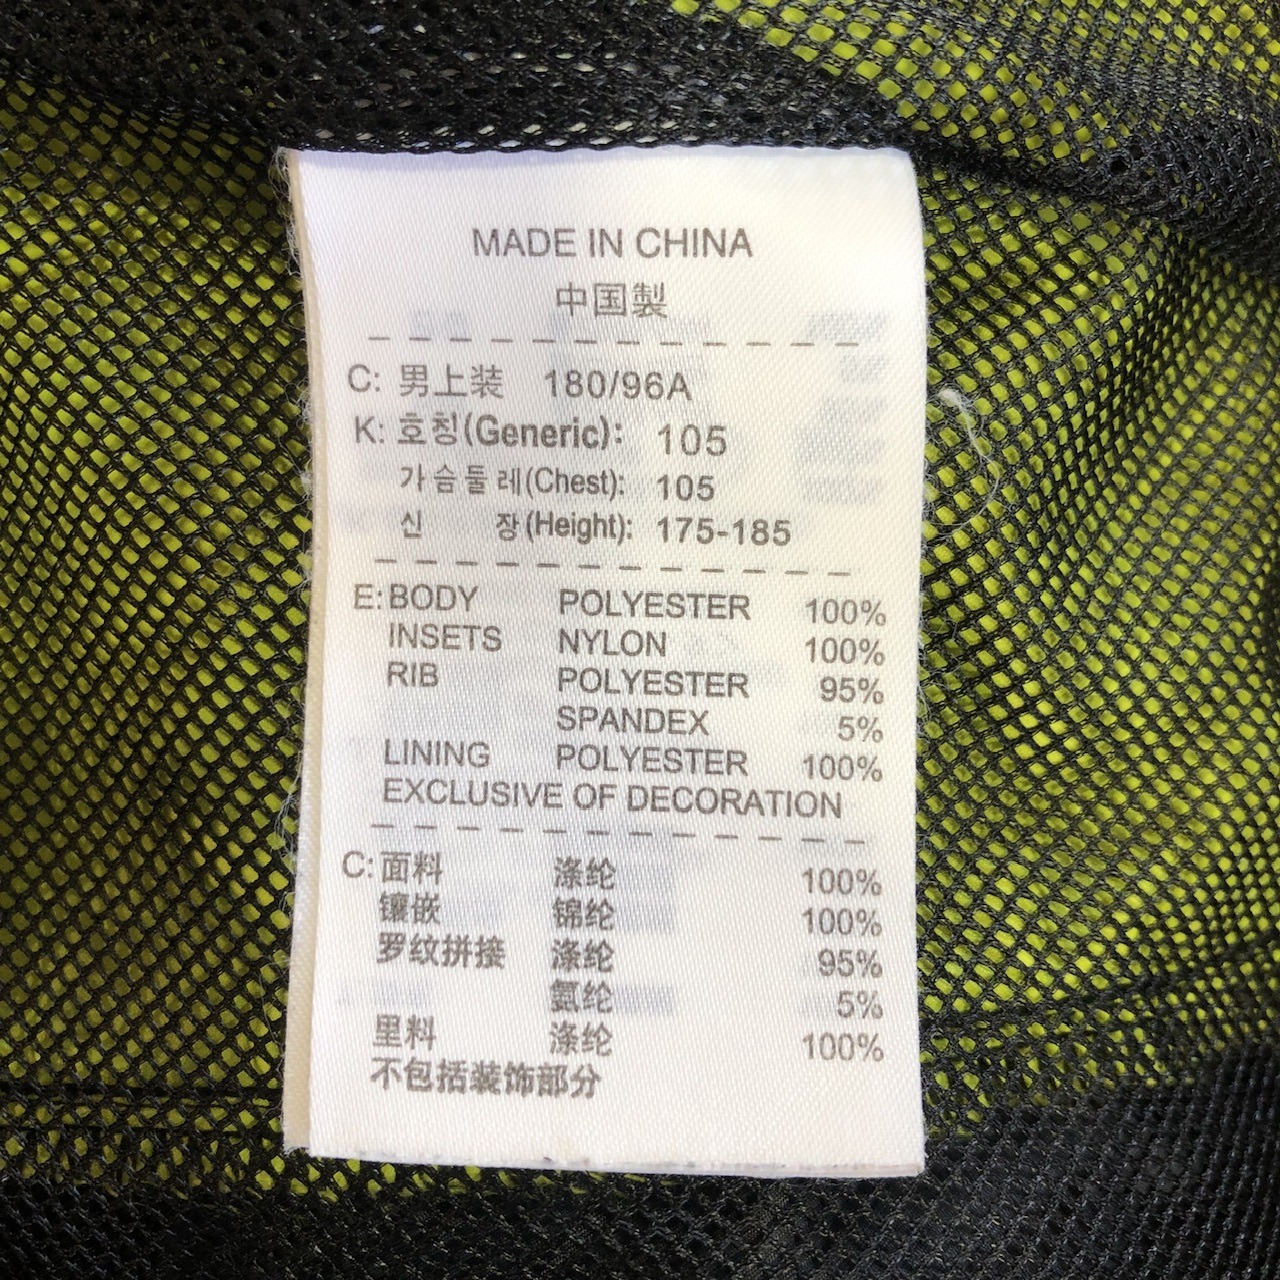 MADE IN CHINA
中国製
C: 男上装 180/96A
K: 호칭(Generic): 105
가슴둘레(Chest): 105
신 장(Height): 175-185
E: BODY POLYESTER 100%
INSETS NYLON 100%
RIB POLYESTER 95%
SPANDEX 5%
LINING POLYESTER 100%
EXCLUSIVE OF DECORATION
C: 面料 涤纶 100%
镶嵌 锦纶 100%
罗纹拼接 涤纶 95%
氨纶 5%
里料 涤纶 100%
不包括装饰部分